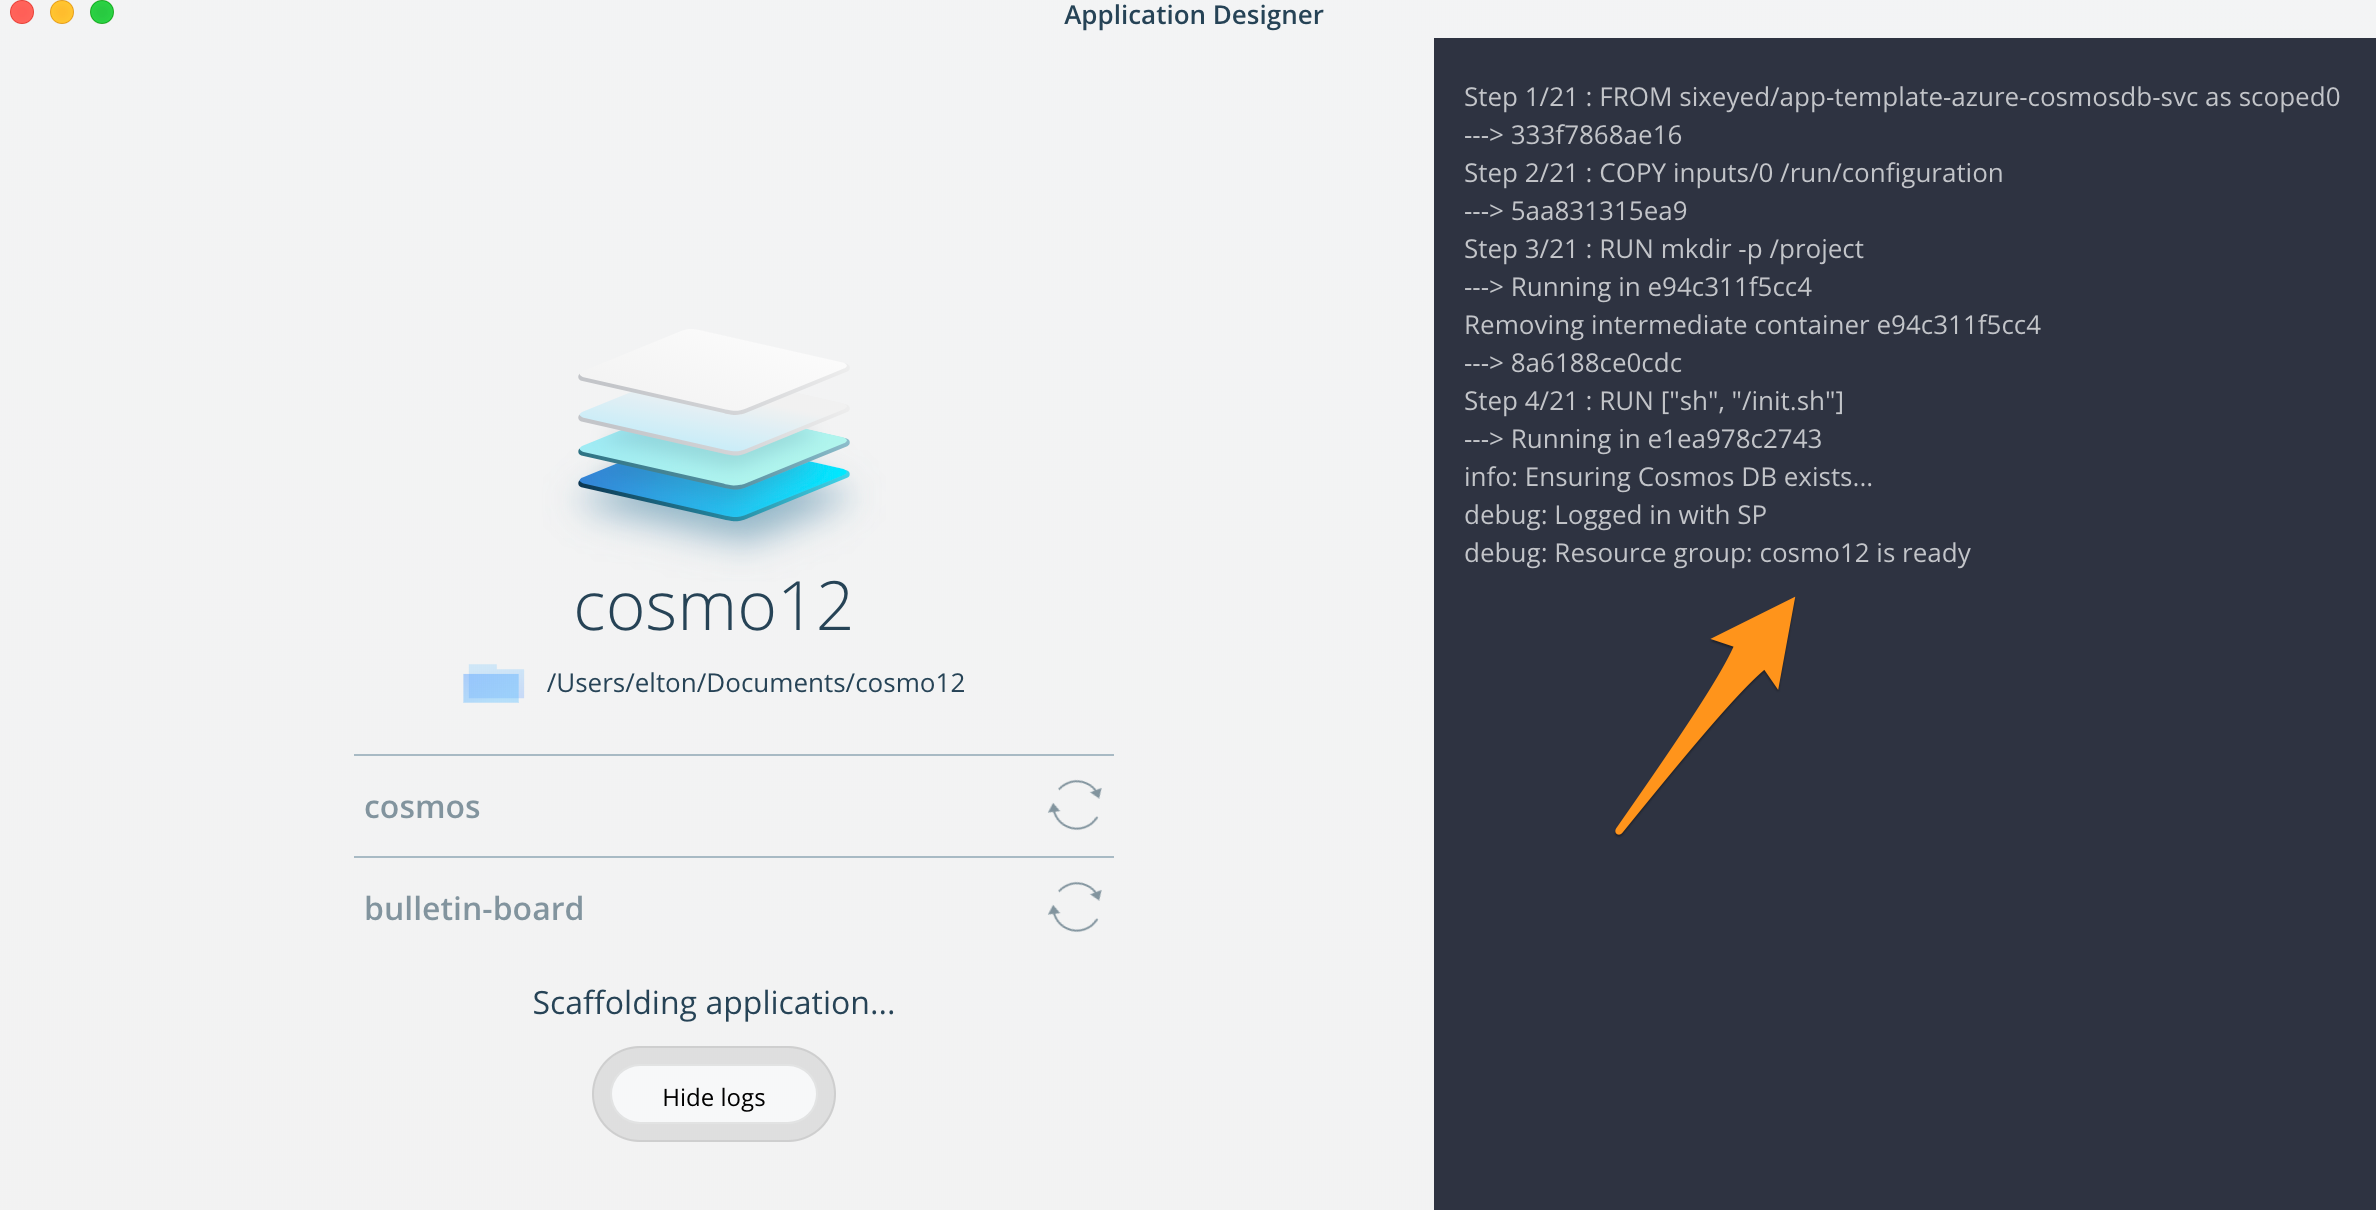 Application Designer
cosmo12
/Users/elton/Documents/cosmo12
cosmos
bulletin-board
Scaffolding application...
Hide logs
Step 1/21 : FROM sixeyed/app-template-azure-cosmosdb-svc as scoped0
---> 333f7868ae16
Step 2/21 : COPY inputs/0 /run/configuration
---> 5aa831315ea9
Step 3/21 : RUN mkdir -p /project
---> Running in e94c311f5cc4
Removing intermediate container e94c311f5cc4
---> 8a6188ce0cdc
Step 4/21 : RUN ["sh", "/init.sh"]
---> Running in e1ea978c2743
info: Ensuring Cosmos DB exists...
debug: Logged in with SP
debug: Resource group: cosmo12 is ready